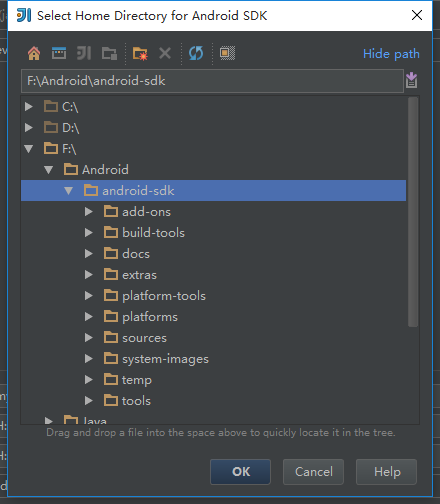 Select Home Directory for Android SDK
Hide path
F:\Android\android-sdk
C:\
D:\
F:\
Android
android-sdk
add-ons
build-tools
docs
extras
platform-tools
platforms
sources
system-images
temp
tools
Java
Drag and drop a file into the space above to quickly locate it in the tree.
OK
Cancel
Help